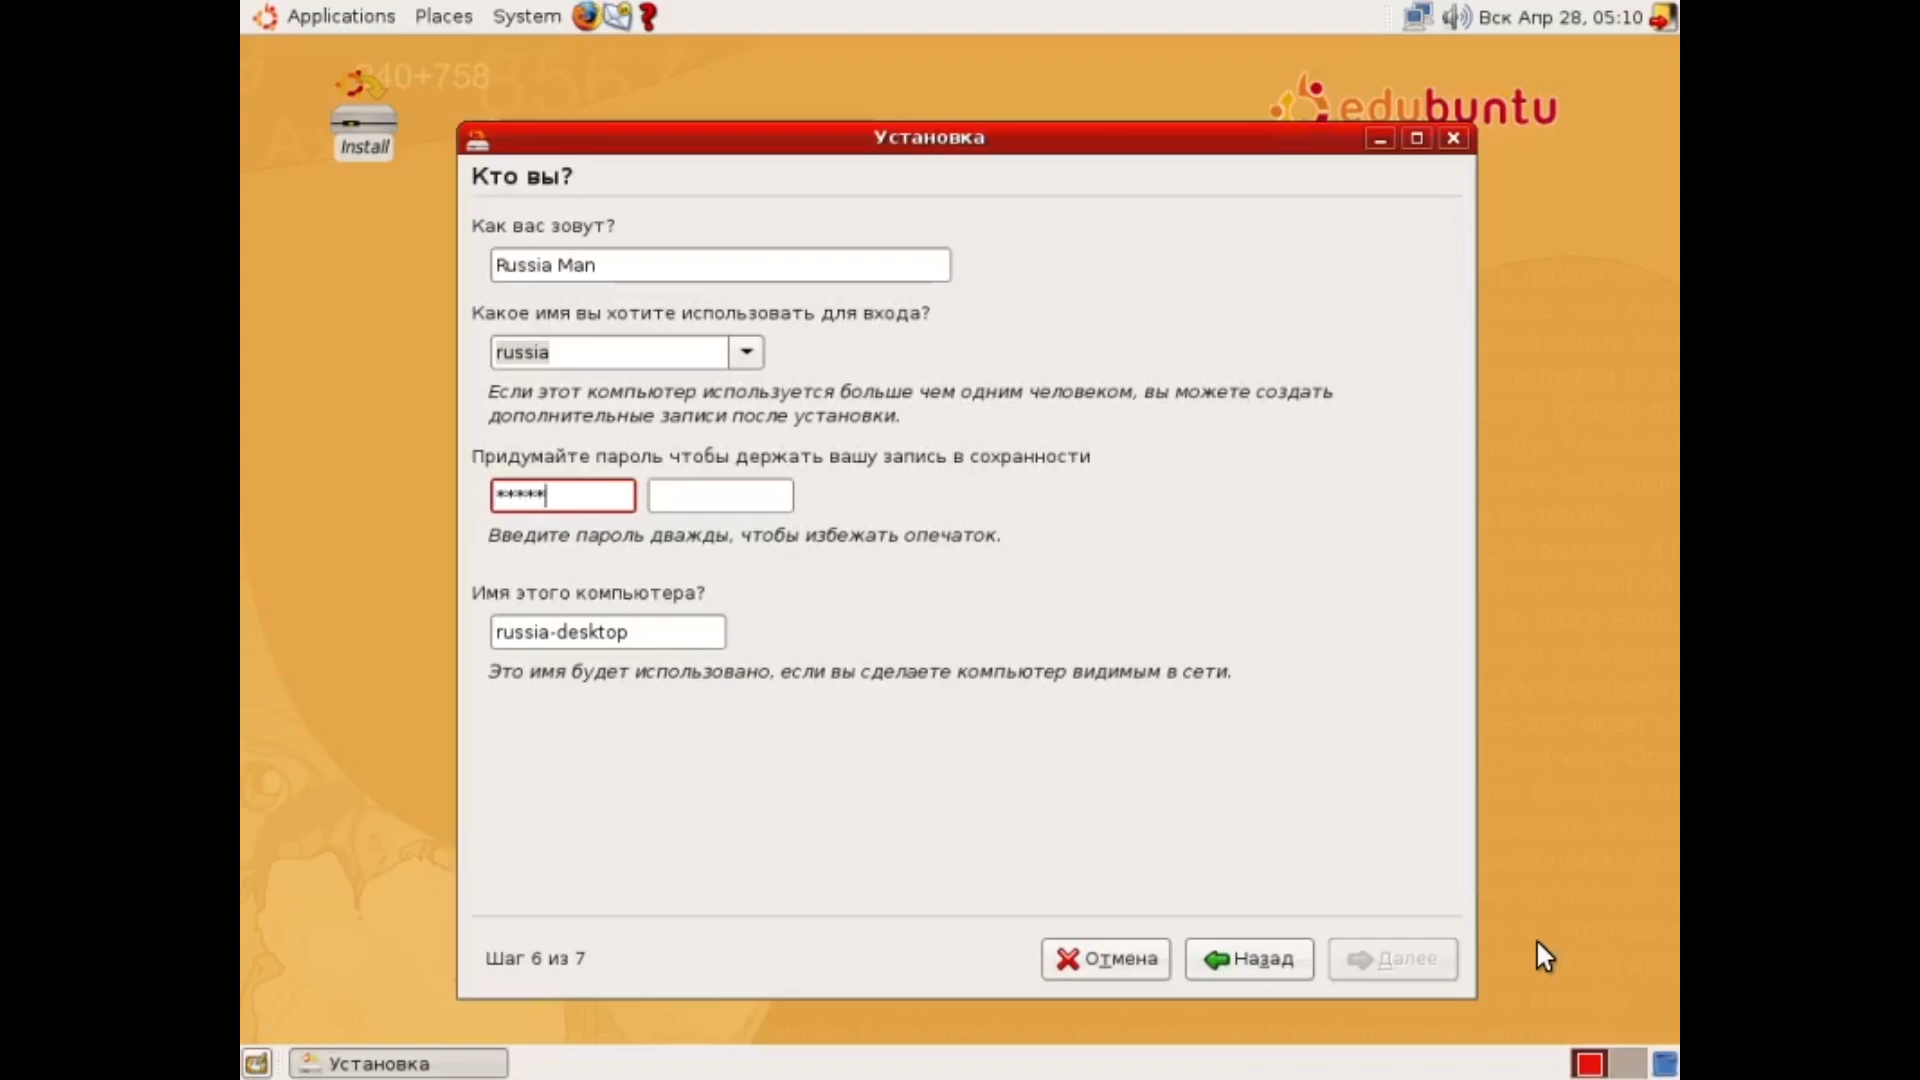 Applications Places System
Вск Апр 28, 05:10
240+758
edubuntu
Install
Установка
Кто вы?
Как вас зовут?
Russia Man
Какое имя вы хотите использовать для входа?
russia
Если этот компьютер используется больше чем одним человеком, вы можете создать
дополнительные записи после установки.
Придумайте пароль чтобы держать вашу запись в сохранности
*****
Введите пароль дважды, чтобы избежать опечаток.
Имя этого компьютера?
russia-desktop
Это имя будет использовано, если вы сделаете компьютер видимым в сети.
Шаг 6 из 7
Отмена
Назад
Далее
Установка